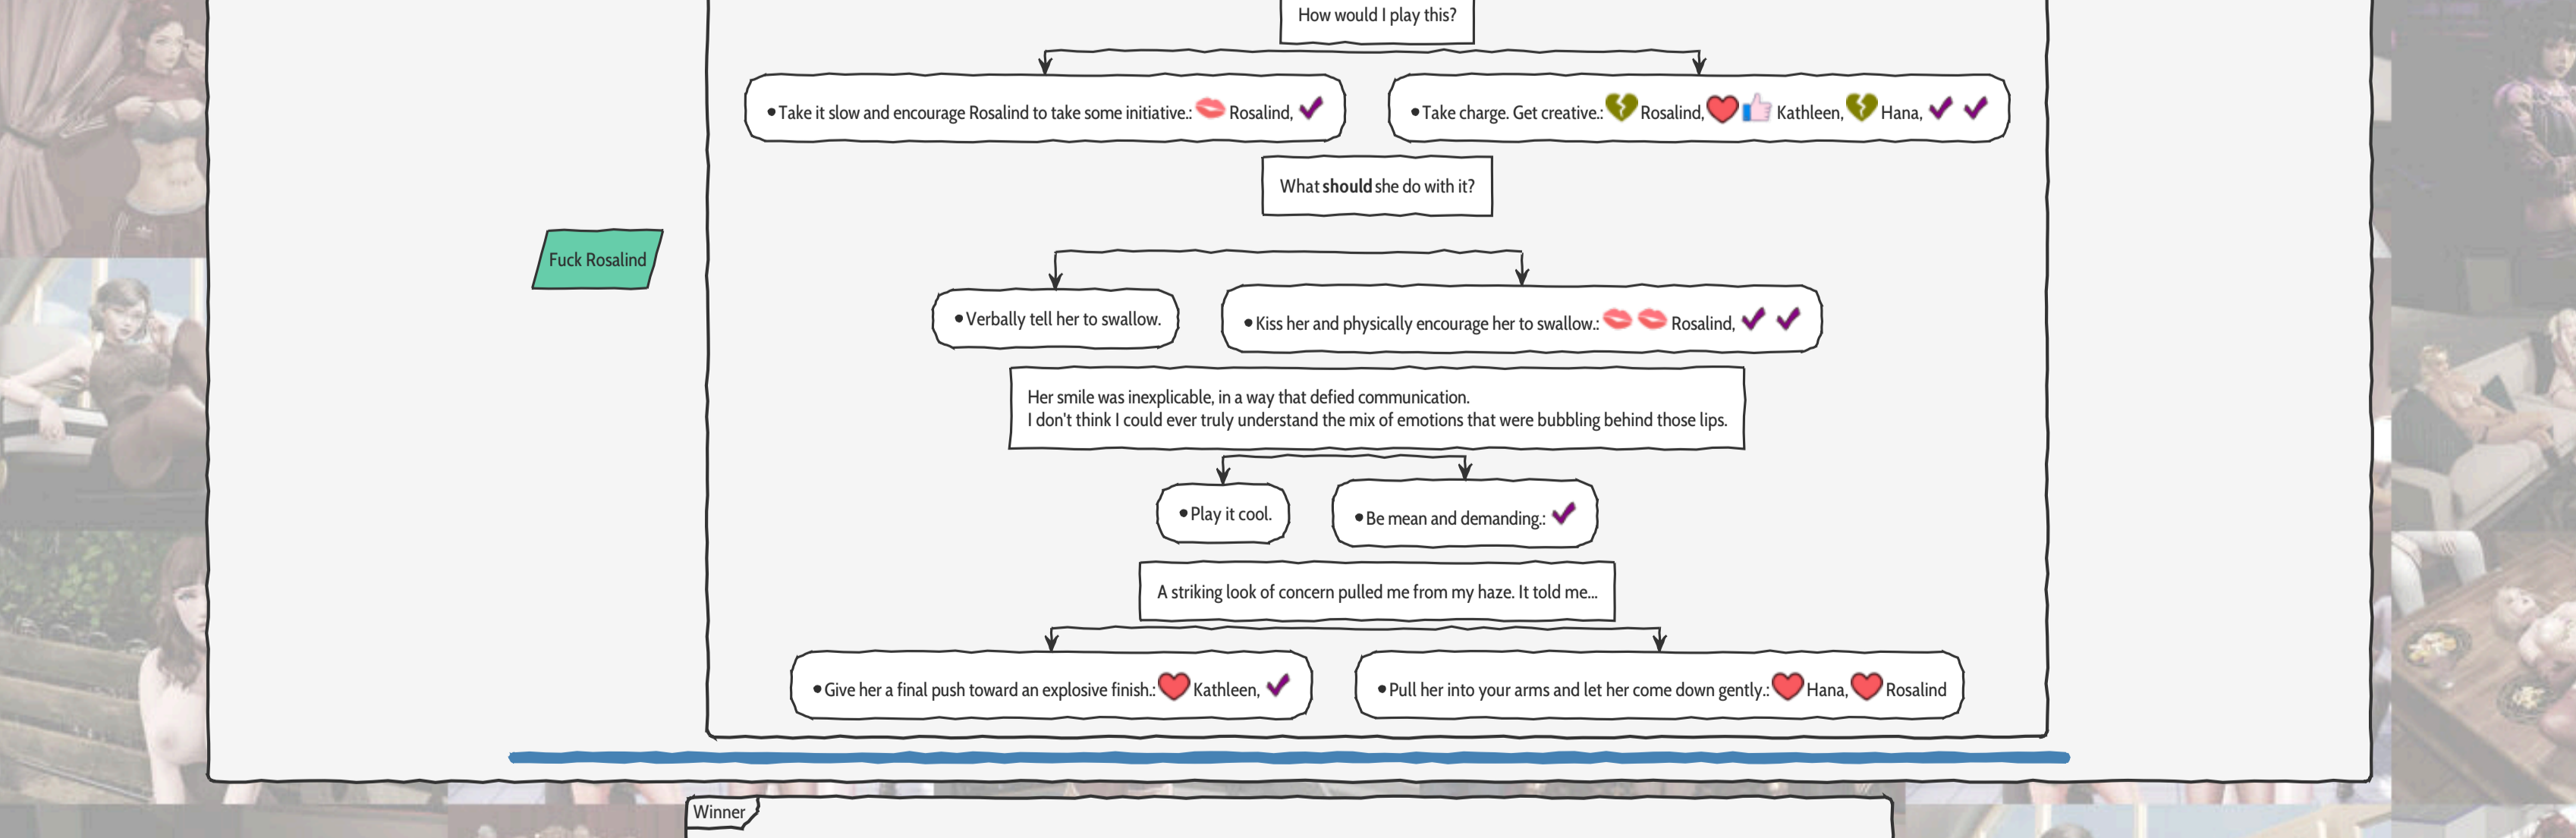 How would I play this?
•Take it slow and encourage Rosalind to take some initiative.: Rosalind,
•Take charge. Get creative.: Rosalind, Kathleen, Hana,
What should she do with it?
Fuck Rosalind
•Verbally tell her to swallow.
•Kiss her and physically encourage her to swallow.: Rosalind,
Her smile was inexplicable, in a way that defied communication.
I don't think I could ever truly understand the mix of emotions that were bubbling behind those lips.
•Play it cool.
•Be mean and demanding.:
A striking look of concern pulled me from my haze. It told me...
•Give her a final push toward an explosive finish.: Kathleen,
•Pull her into your arms and let her come down gently.: Hana, Rosalind
Winner